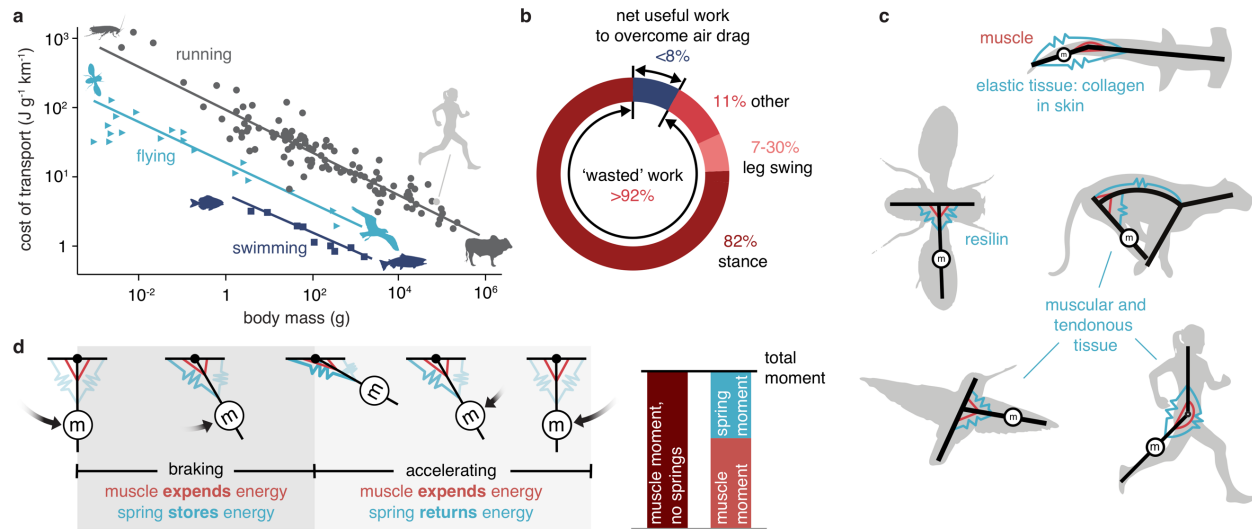 a
cost of transport (J g⁻¹ km⁻¹)
10³
10²
10¹
1
running
flying
swimming
10⁻²
1
10²
10⁴
10⁶
body mass (g)
b
net useful work
to overcome air drag
<8%
11% other
7-30%
leg swing
'wasted' work
>92%
82%
stance
c
muscle
m
elastic tissue: collagen
in skin
resilin
m
m
muscular and
tendonous
tissue
m
m
d
m
m
m
m
m
braking
accelerating
muscle expends energy
spring stores energy
muscle expends energy
spring returns energy
total
moment
muscle moment,
no springs
spring
moment
muscle
moment